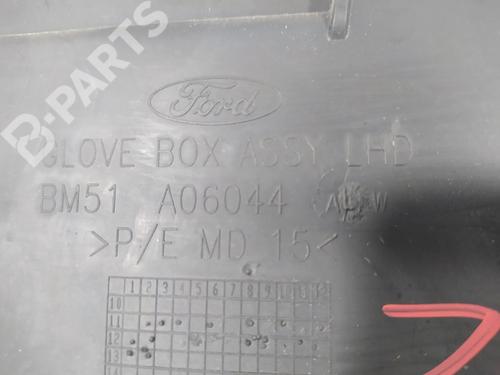 B-PARTS
Ford
GLOVE BOX ASSY LHD
BM51 A06044
>P/E MD 15<
1 2 3 4 5 6 7 8 9
10
11
12
13